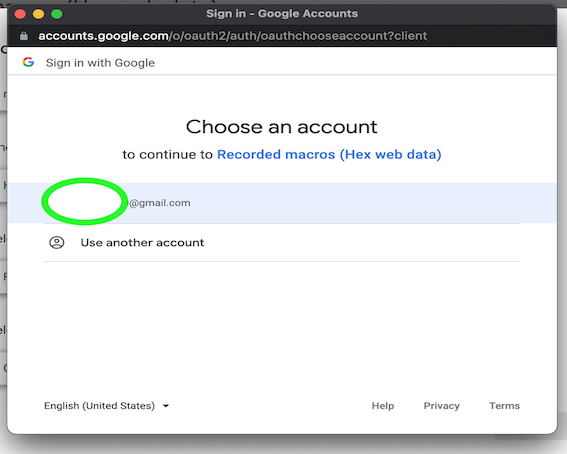 Sign in - Google Accounts
accounts.google.com/o/oauth2/auth/oauthchooseaccount?client
Sign in with Google
Choose an account
to continue to Recorded macros (Hex web data)
@gmail.com
Use another account
English (United States)
Help Privacy Terms